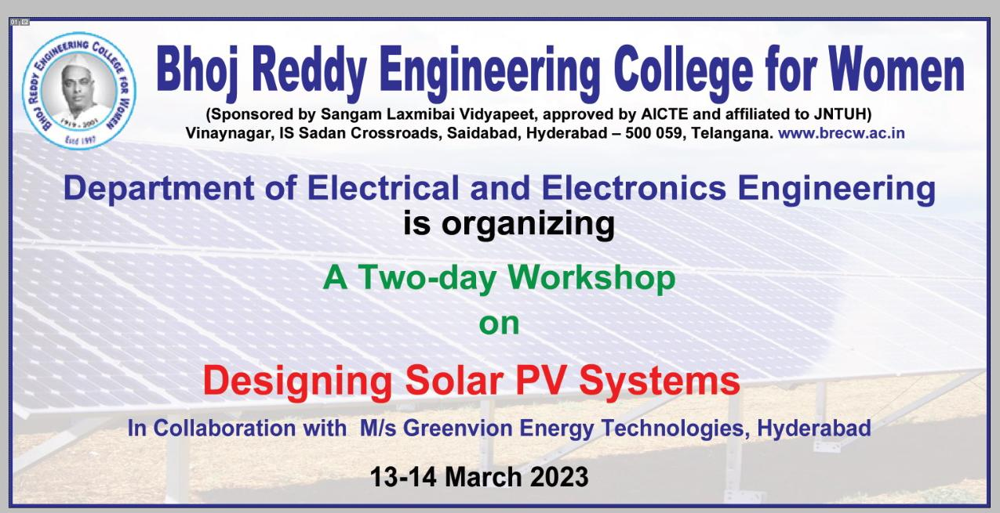 01
BHOJ REDDY ENGINEERING COLLEGE FOR WOMEN
1919 - 2001
Estd 1997
Bhoj Reddy Engineering College for Women
(Sponsored by Sangam Laxmibai Vidyapeet, approved by AICTE and affiliated to JNTUH)
Vinaynagar, IS Sadan Crossroads, Saidabad, Hyderabad – 500 059, Telangana. www.brecw.ac.in
Department of Electrical and Electronics Engineering
is organizing
A Two-day Workshop
on
Designing Solar PV Systems
In Collaboration with M/s Greenvion Energy Technologies, Hyderabad
13-14 March 2023